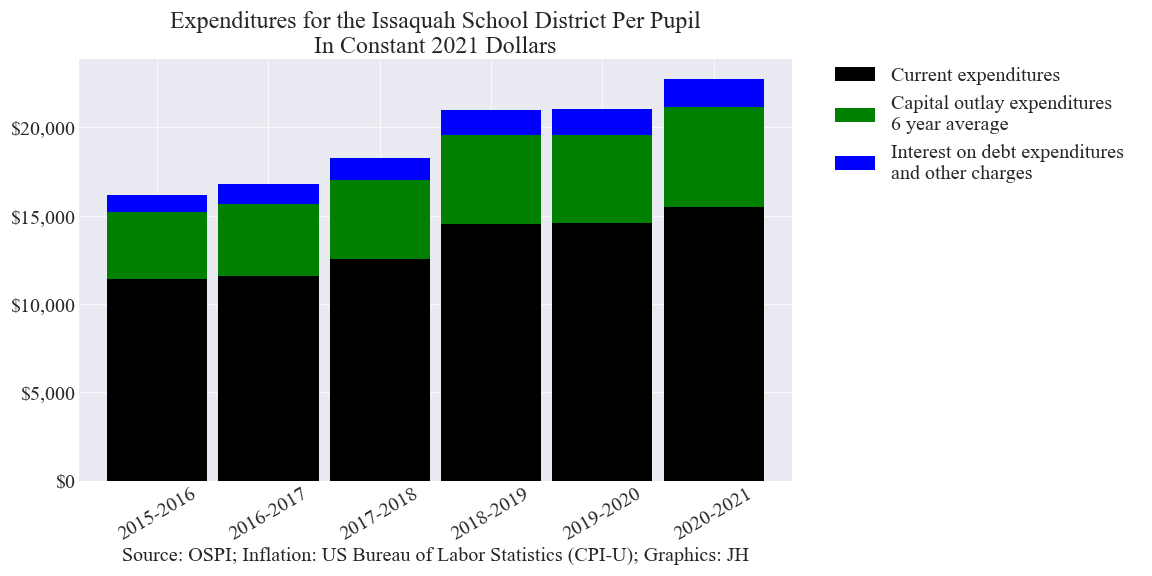 Expenditures for the Issaquah School District Per Pupil
In Constant 2021 Dollars
Current expenditures
Capital outlay expenditures
6 year average
Interest on debt expenditures
and other charges
$20,000
$15,000
$10,000
$5,000
$0
2015-2016
2016-2017
2017-2018
2018-2019
2019-2020
2020-2021
Source: OSPI; Inflation: US Bureau of Labor Statistics (CPI-U); Graphics: JH